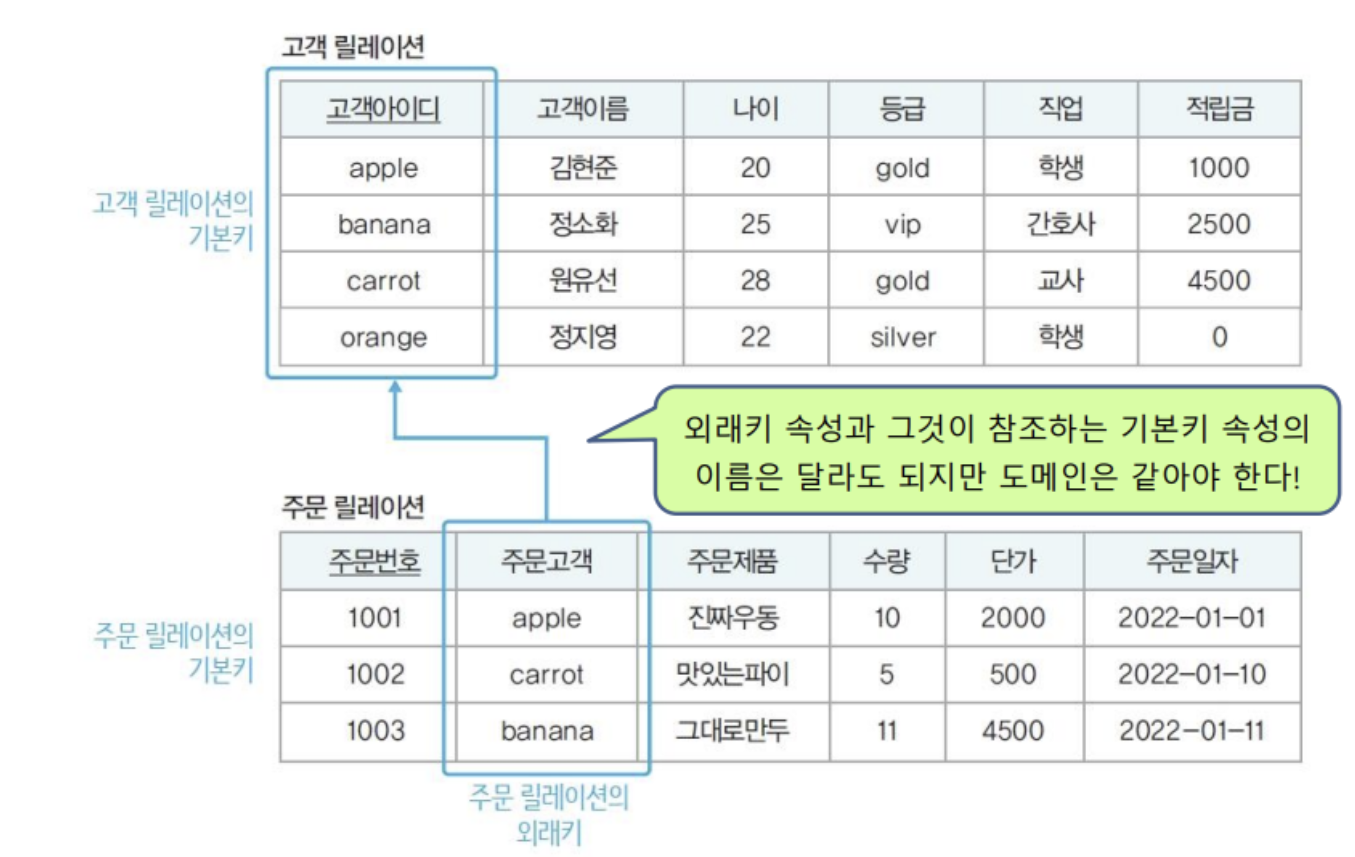 고객 릴레이션
고객아이디 고객이름 나이 등급 직업 적립금
apple 김현준 20 gold 학생 1000
고객 릴레이션의
기본키
banana 정소화 25 vip 간호사 2500
carrot 원유선 28 gold 교사 4500
orange 정지영 22 silver 학생 0
외래키 속성과 그것이 참조하는 기본키 속성의
이름은 달라도 되지만 도메인은 같아야 한다!
주문 릴레이션
주문번호 주문고객 주문제품 수량 단가 주문일자
1001 apple 진짜우동 10 2000 2022-01-01
주문 릴레이션의
기본키
1002 carrot 맛있는파이 5 500 2022-01-10
1003 banana 그대로만두 11 4500 2022-01-11
주문 릴레이션의
외래키